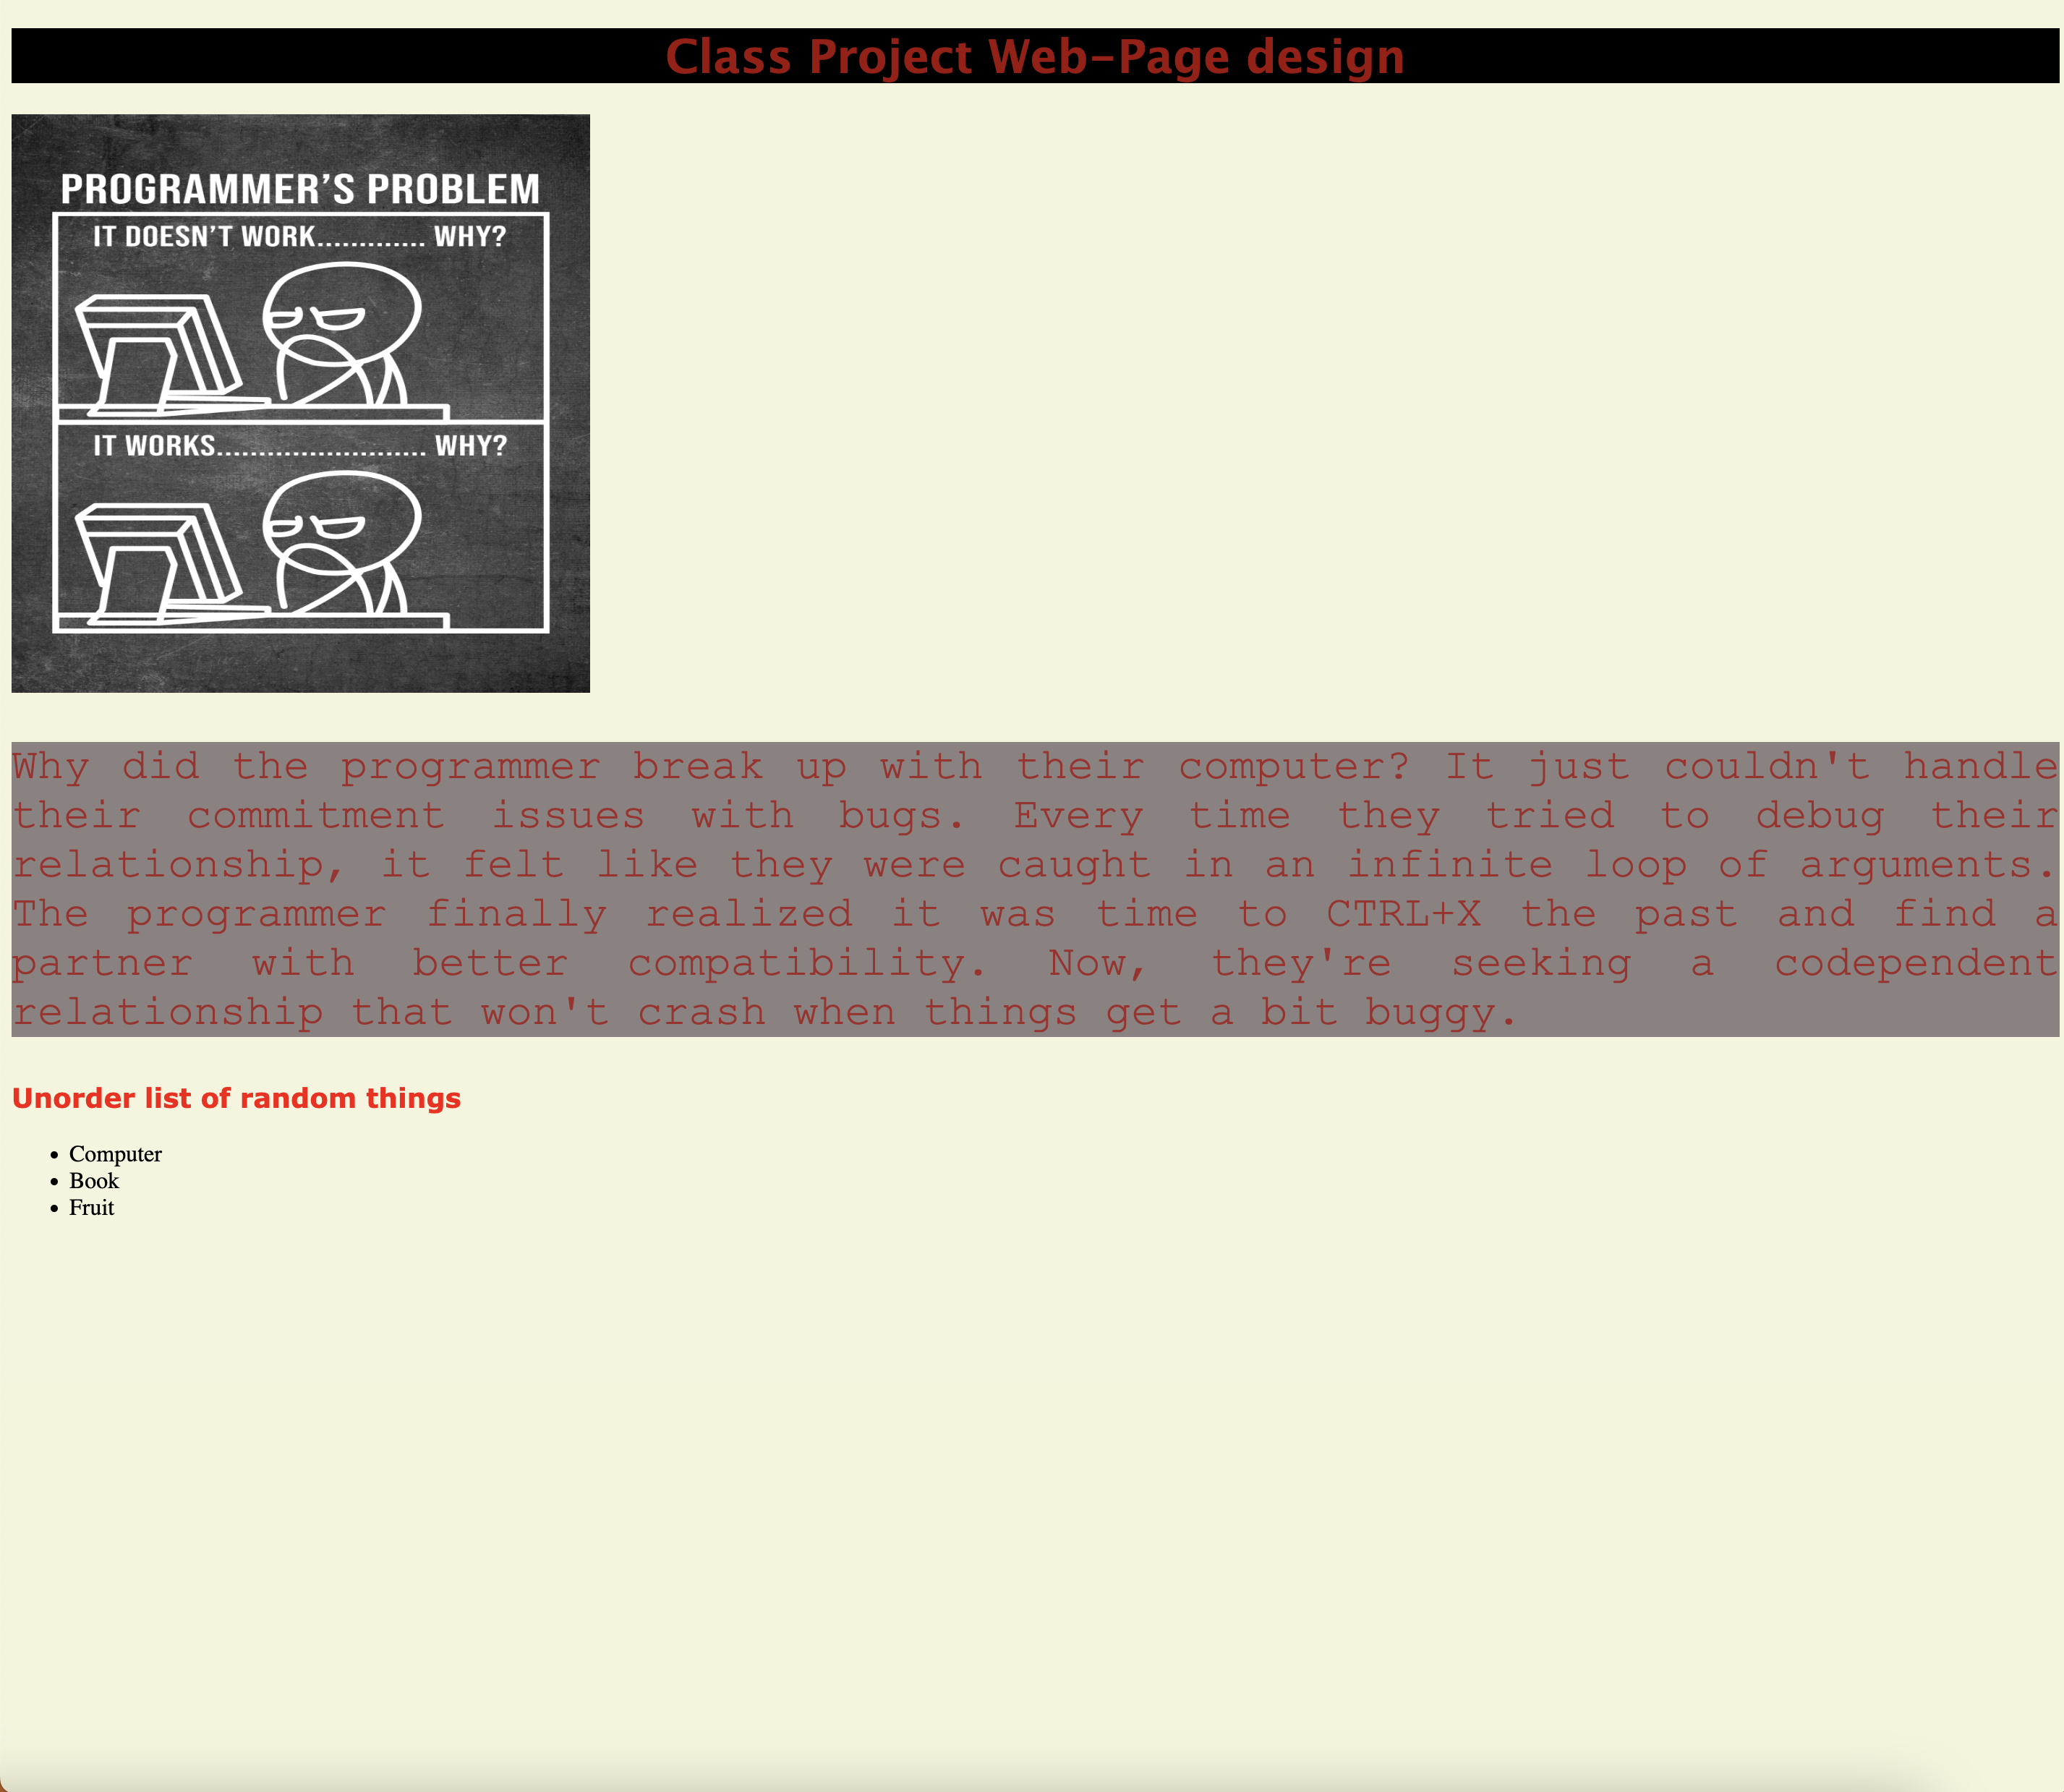 Class Project Web-Page design
PROGRAMMER'S PROBLEM
IT DOESN'T WORK............. WHY?
IT WORKS......................... WHY?
Why did the programmer break up with their computer? It just couldn't handle
their commitment issues with bugs. Every time they tried to debug their
relationship, it felt like they were caught in an infinite loop of arguments.
The programmer finally realized it was time to CTRL+X the past and find a
partner with better compatibility. Now, they're seeking a codependent
relationship that won't crash when things get a bit buggy.
Unorder list of random things
• Computer
• Book
• Fruit